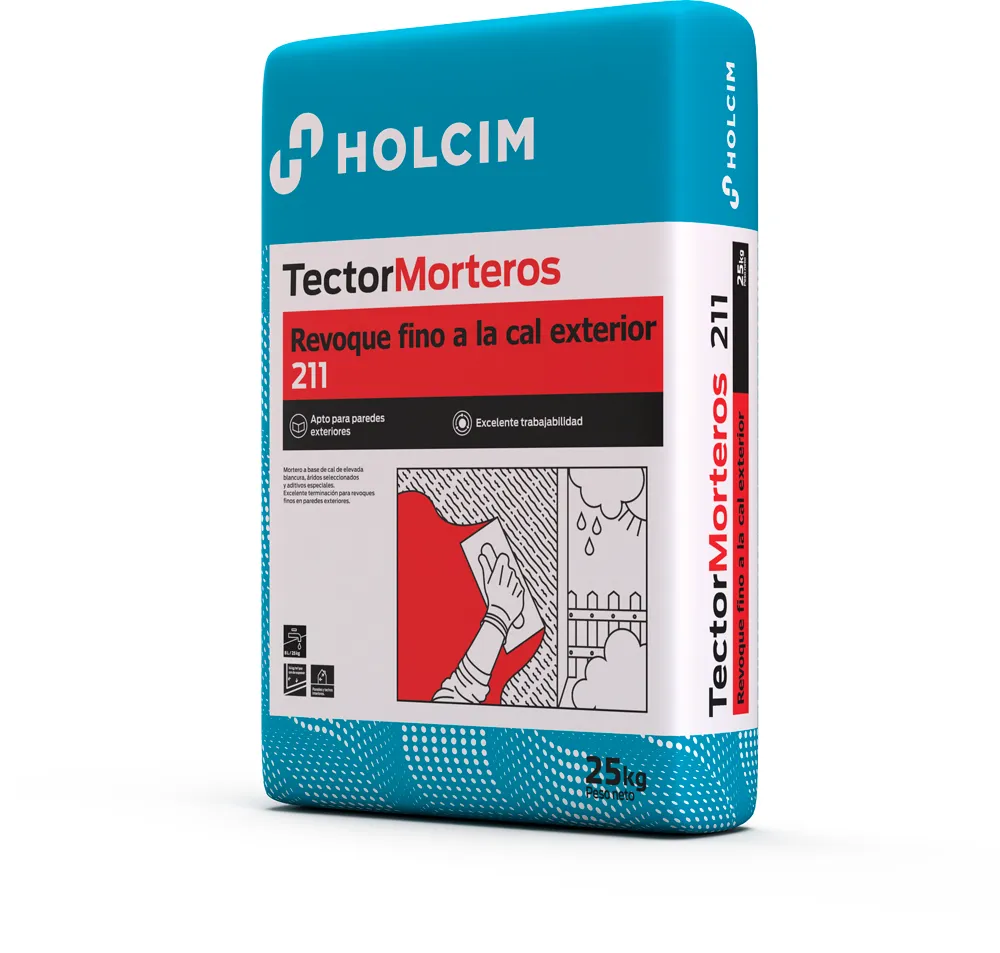 HOLCIM
TectorMorteros
Revoque fino a la cal exterior
211
Apto para paredes
exteriores
Excelente trabajabilidad
Mortero a base de cal de elevada
blancura, áridos seleccionados
y aditivos especiales.
Excelente terminación para revoques
finos en paredes exteriores.
25kg
Peso neto
HOLCIM
TectorMorteros 211
Revoque fino a la cal exterior
25kg